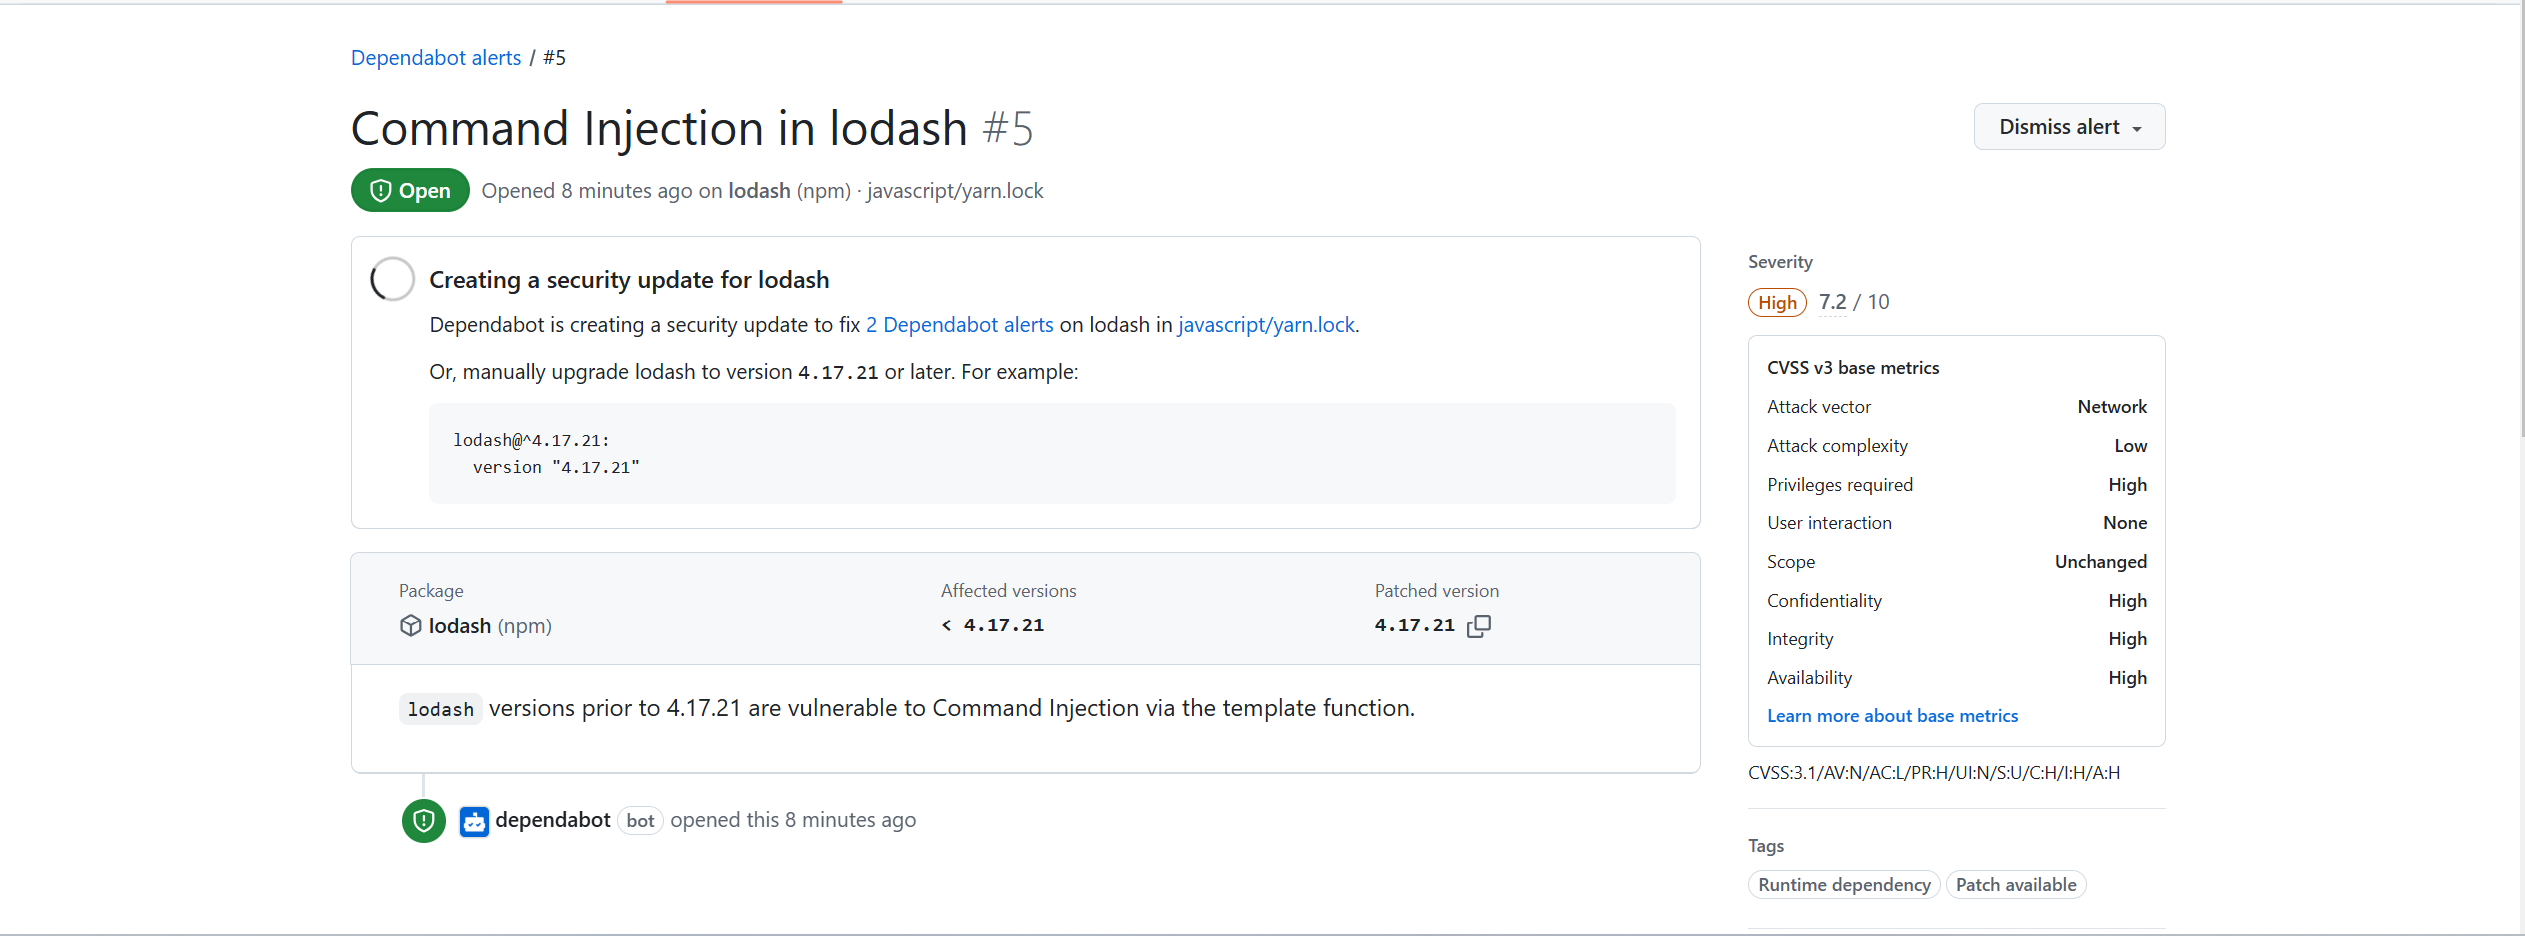 Dependabot alerts / #5
Command Injection in lodash #5
Dismiss alert
Open Opened 8 minutes ago on lodash (npm) · javascript/yarn.lock
Creating a security update for lodash
Dependabot is creating a security update to fix 2 Dependabot alerts on lodash in javascript/yarn.lock.
Or, manually upgrade lodash to version 4.17.21 or later. For example:
lodash@^4.17.21:
  version "4.17.21"
Package
lodash (npm)
Affected versions
< 4.17.21
Patched version
4.17.21
lodash versions prior to 4.17.21 are vulnerable to Command Injection via the template function.
dependabot bot opened this 8 minutes ago
Severity
High 7.2 / 10
CVSS v3 base metrics
Attack vector Network
Attack complexity Low
Privileges required High
User interaction None
Scope Unchanged
Confidentiality High
Integrity High
Availability High
Learn more about base metrics
CVSS:3.1/AV:N/AC:L/PR:H/UI:N/S:U/C:H/I:H/A:H
Tags
Runtime dependency Patch available